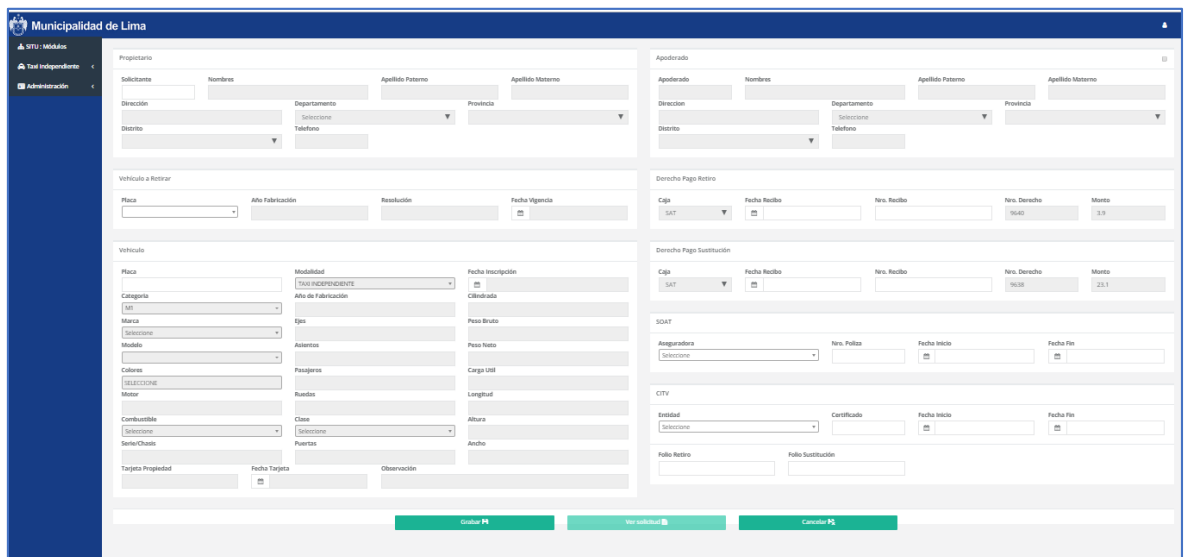 Municipalidad de Lima
SITU : Módulos
Taxi Independiente
Administración
Propietario
Solicitante Nombres Apellido Paterno Apellido Materno
Dirección Departamento Provincia
Seleccione
Distrito Telefono
Apoderado
Apoderado Nombres Apellido Paterno Apellido Materno
Direccion Departamento Provincia
Seleccione
Distrito Telefono
Vehículo a Retirar
Placa Año Fabricación Resolución Fecha Vigencia
Derecho Pago Retiro
Caja Fecha Recibo Nro. Recibo Nro. Derecho Monto
SAT 9640 3.9
Vehículo
Placa Modalidad Fecha Inscripción
TAXI INDEPENDIENTE
Categoria Año de Fabricación Cilindrada
M1
Marca Ejes Peso Bruto
Seleccione
Modelo Asientos Peso Neto
Colores Pasajeros Carga Util
SELECCIONE
Motor Ruedas Longitud
Combustible Clase Altura
Seleccione Seleccione
Serie/Chasis Puertas Ancho
Tarjeta Propiedad Fecha Tarjeta Observación
Derecho Pago Sustitución
Caja Fecha Recibo Nro. Recibo Nro. Derecho Monto
SAT 9638 23.1
SOAT
Aseguradora Nro. Poliza Fecha Inicio Fecha Fin
Seleccione
CITV
Entidad Certificado Fecha Inicio Fecha Fin
Seleccione
Folio Retiro Folio Sustitución
Grabar Ver solicitud Cancelar